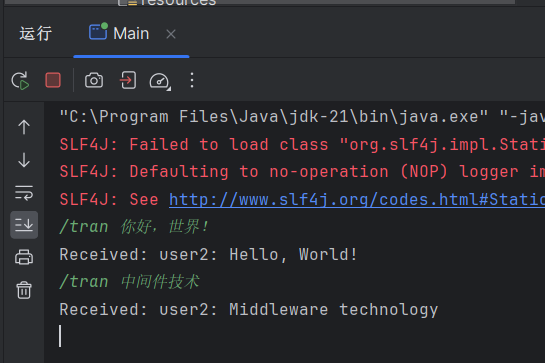 resources
运行
Main
"C:\Program Files\Java\jdk-21\bin\java.exe" "-jav
SLF4J: Failed to load class "org.slf4j.impl.Stati
SLF4J: Defaulting to no-operation (NOP) logger im
SLF4J: See http://www.slf4j.org/codes.html#Static
/tran 你好，世界！
Received: user2: Hello, World!
/tran 中间件技术
Received: user2: Middleware technology